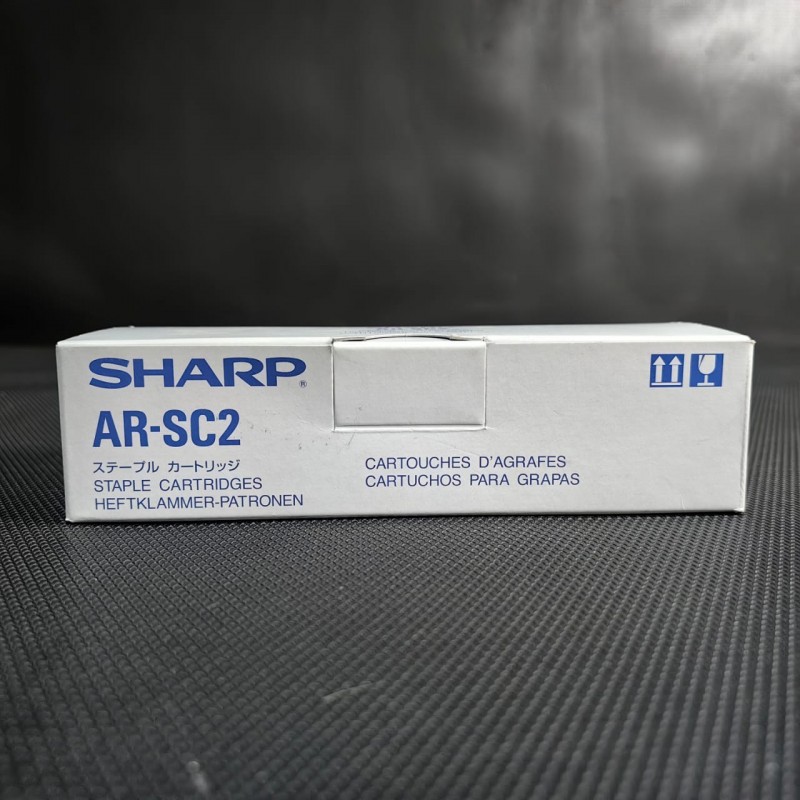 SHARP®
AR-SC2
ステープル カートリッジ
STAPLE CARTRIDGES
HEFTKLAMMER-PATRONEN
CARTOUCHES D'AGRAFES
CARTUCHOS PARA GRAPAS